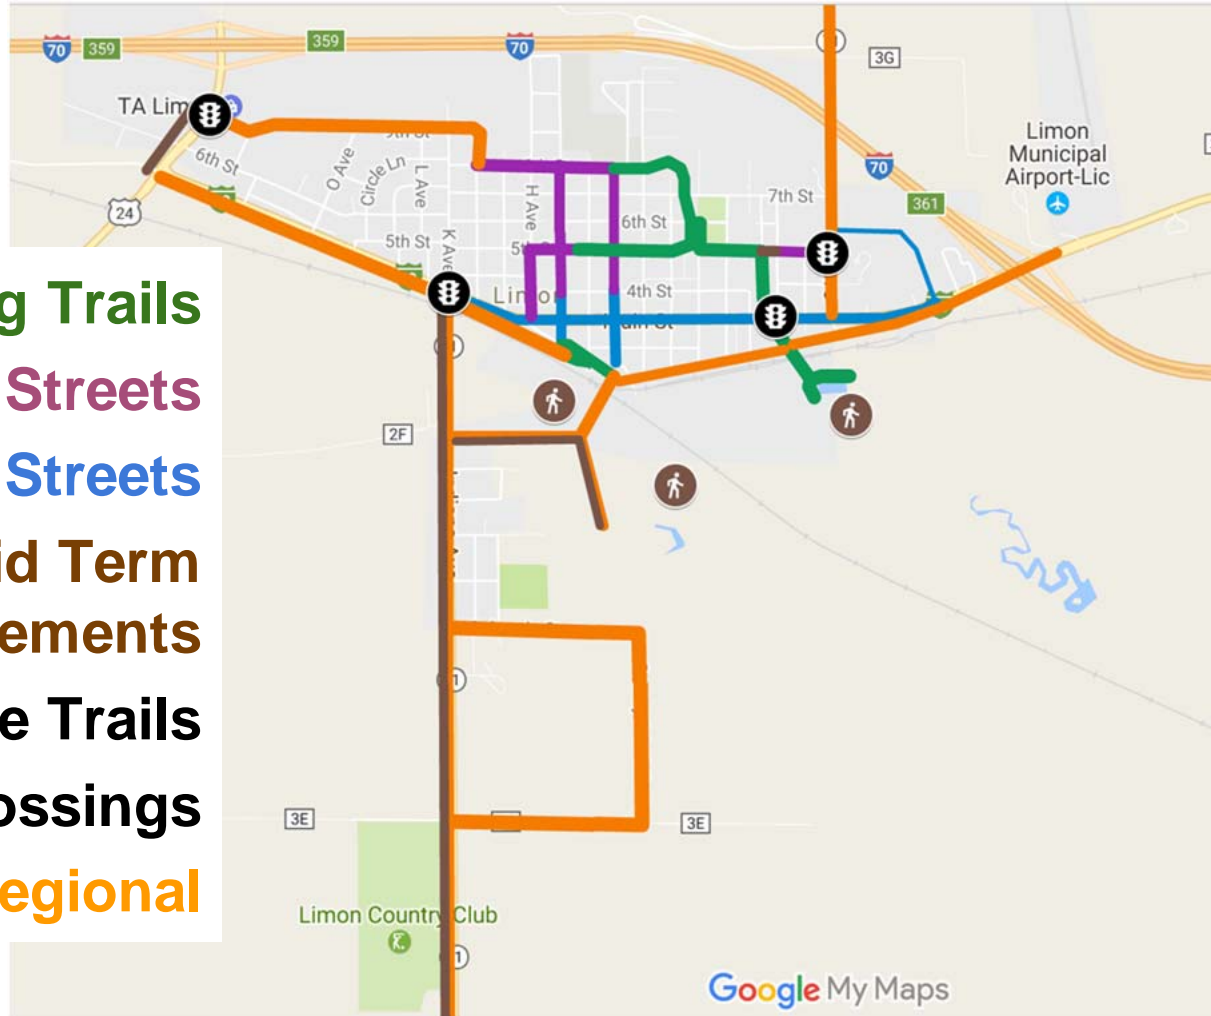 70
359
359
70
3G
TA Lim
Limon
Municipal
Airport-Lic
6th St
O Ave
Circle Ln
L Ave
H Ave
7th St
70
361
24
6th St
5th St
K Ave
Limon
4th St
g Trails
Streets
2F
Streets
id Term
ements
e Trails
ossings
3E
3E
egional
Limon Country Club
Google My Maps